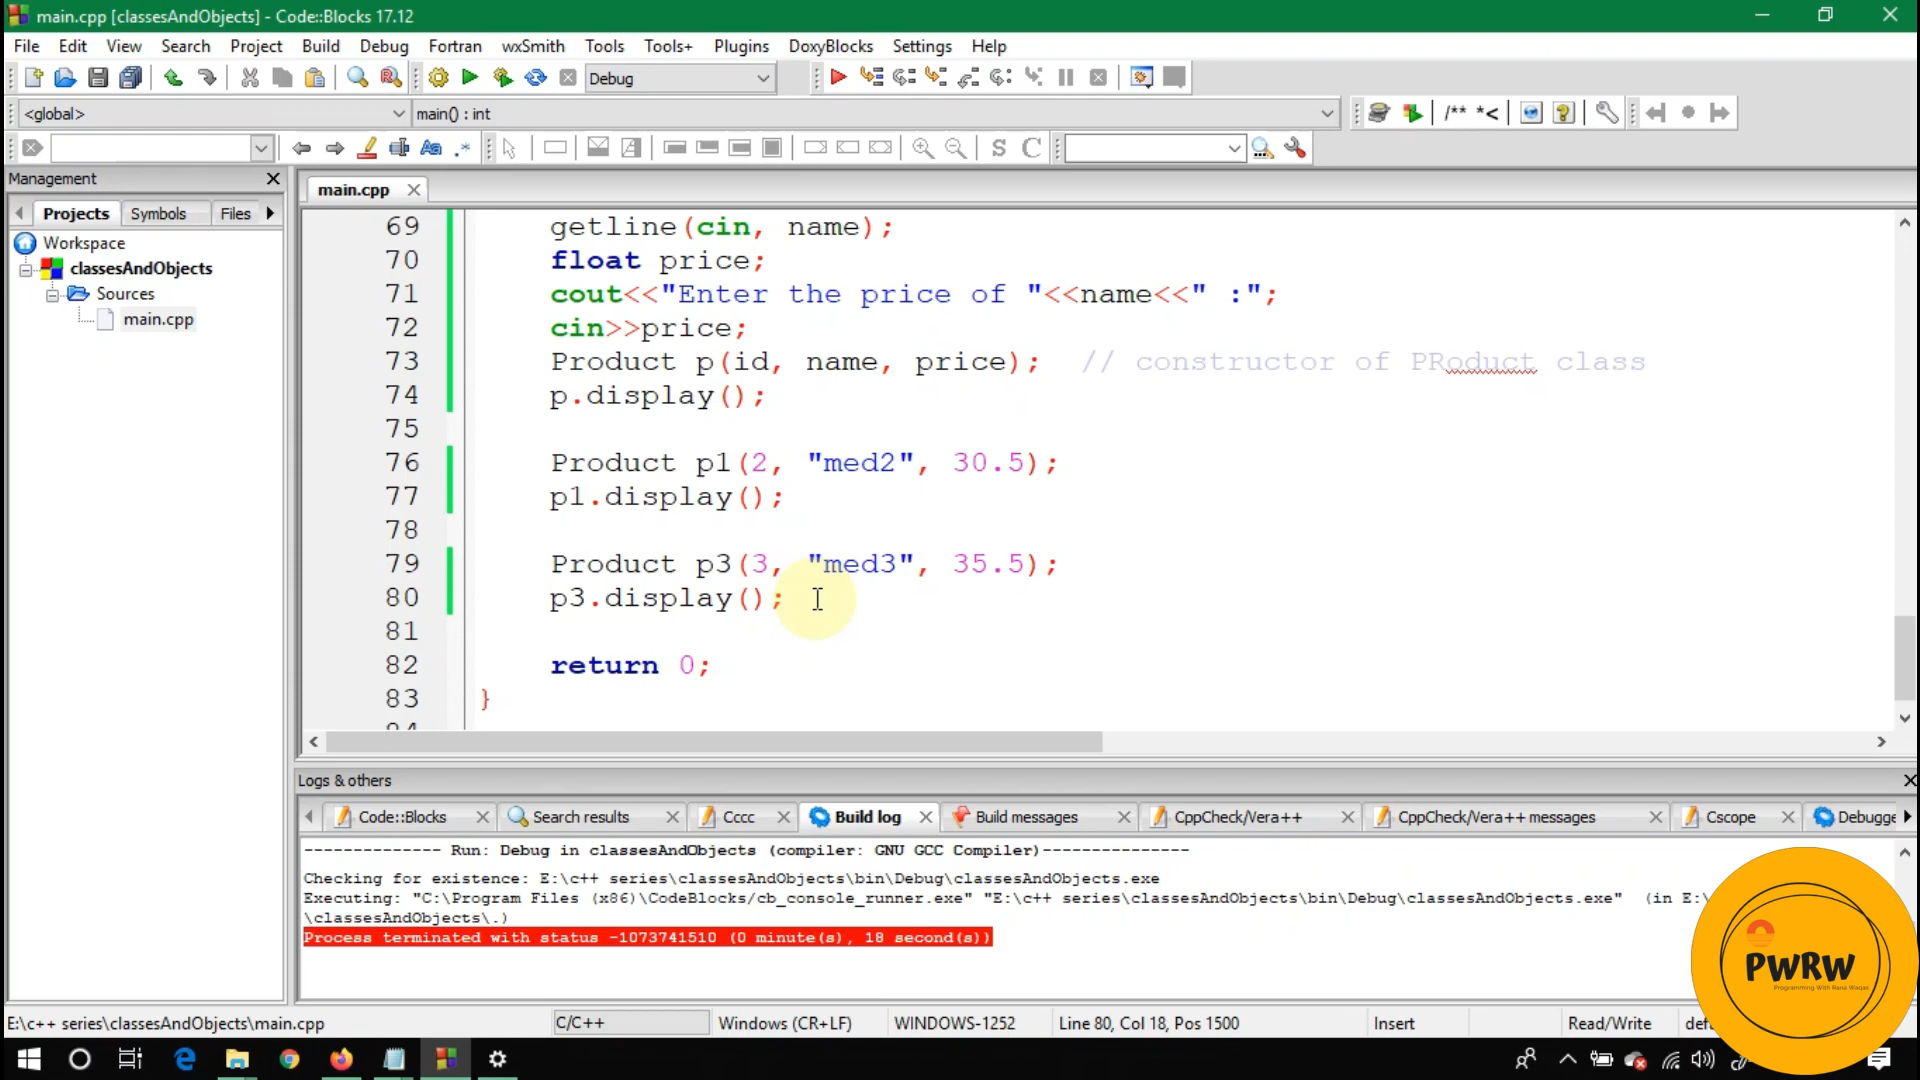 main.cpp [classesAndObjects] - Code::Blocks 17.12
File Edit View Search Project Build Debug Fortran wxSmith Tools Tools+ Plugins DoxyBlocks Settings Help
Debug
<global> main() : int /** *<
Aa .* S C
Management
main.cpp
Projects Symbols Files
Workspace
classesAndObjects
Sources
main.cpp
69 getline(cin, name);
70 float price;
71 cout<<"Enter the price of "<<name<<" :";
72 cin>>price;
73 Product p(id, name, price); // constructor of PRoduct class
74 p.display();
75
76 Product p1(2, "med2", 30.5);
77 p1.display();
78
79 Product p3(3, "med3", 35.5);
80 p3.display();
81
82 return 0;
83 }
Logs & others
Code::Blocks Search results Cccc Build log Build messages CppCheck/Vera++ CppCheck/Vera++ messages Cscope Debugge
-------------- Run: Debug in classesAndObjects (compiler: GNU GCC Compiler)---------------
Checking for existence: E:\c++ series\classesAndObjects\bin\Debug\classesAndObjects.exe
Executing: "C:\Program Files (x86)\CodeBlocks/cb_console_runner.exe" "E:\c++ series\classesAndObjects\bin\Debug\classesAndObjects.exe" (in E:\
\classesAndObjects\.)
Process terminated with status -1073741510 (0 minute(s), 18 second(s))
PWRW
Programming With Rana Waqas
E:\c++ series\classesAndObjects\main.cpp C/C++ Windows (CR+LF) WINDOWS-1252 Line 80, Col 18, Pos 1500 Insert Read/Write